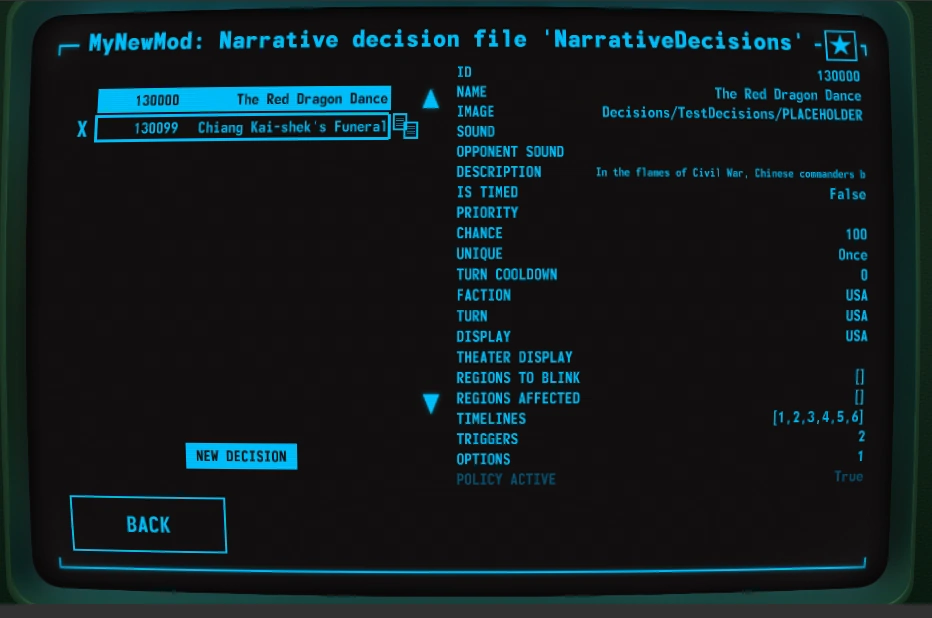 MyNewMod: Narrative decision file 'NarrativeDecisions'
130000 The Red Dragon Dance
X 130099 Chiang Kai-shek's Funeral
NEW DECISION
BACK
ID 130000
NAME The Red Dragon Dance
IMAGE Decisions/TestDecisions/PLACEHOLDER
SOUND
OPPONENT SOUND
DESCRIPTION In the flames of Civil War, Chinese commanders b
IS TIMED False
PRIORITY
CHANCE 100
UNIQUE Once
TURN COOLDOWN 0
FACTION USA
TURN USA
DISPLAY USA
THEATER DISPLAY
REGIONS TO BLINK []
REGIONS AFFECTED []
TIMELINES [1,2,3,4,5,6]
TRIGGERS 2
OPTIONS 1
POLICY ACTIVE True